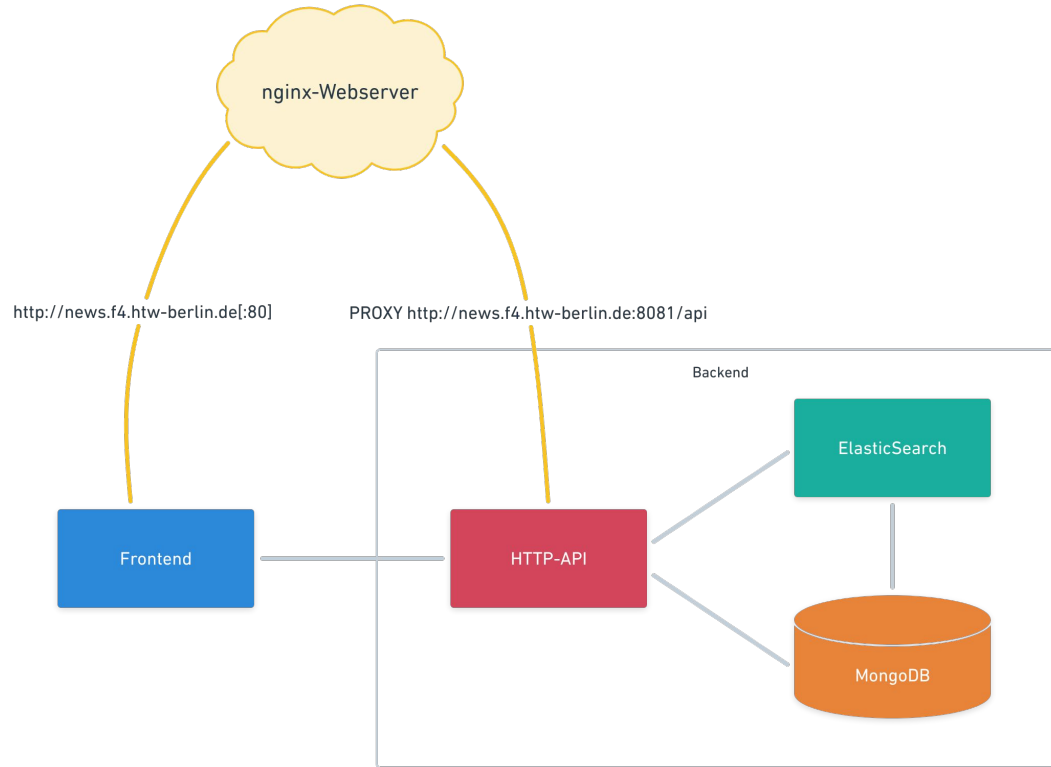 nginx-Webserver
http://news.f4.htw-berlin.de[:80]
PROXY http://news.f4.htw-berlin.de:8081/api
Backend
ElasticSearch
Frontend
HTTP-API
MongoDB